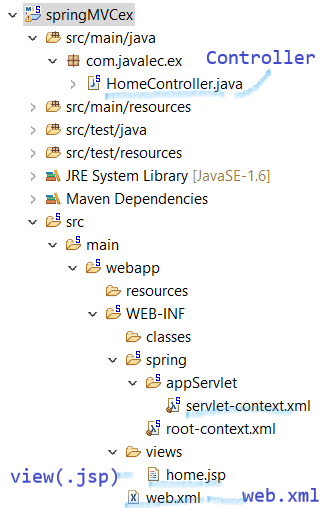 springMVCex
src/main/java
Controller
com.javalec.ex
HomeController.java
src/main/resources
src/test/java
src/test/resources
JRE System Library [JavaSE-1.6]
Maven Dependencies
src
main
webapp
resources
WEB-INF
classes
spring
appServlet
servlet-context.xml
root-context.xml
views
view(.jsp) home.jsp
web.xml web.xml